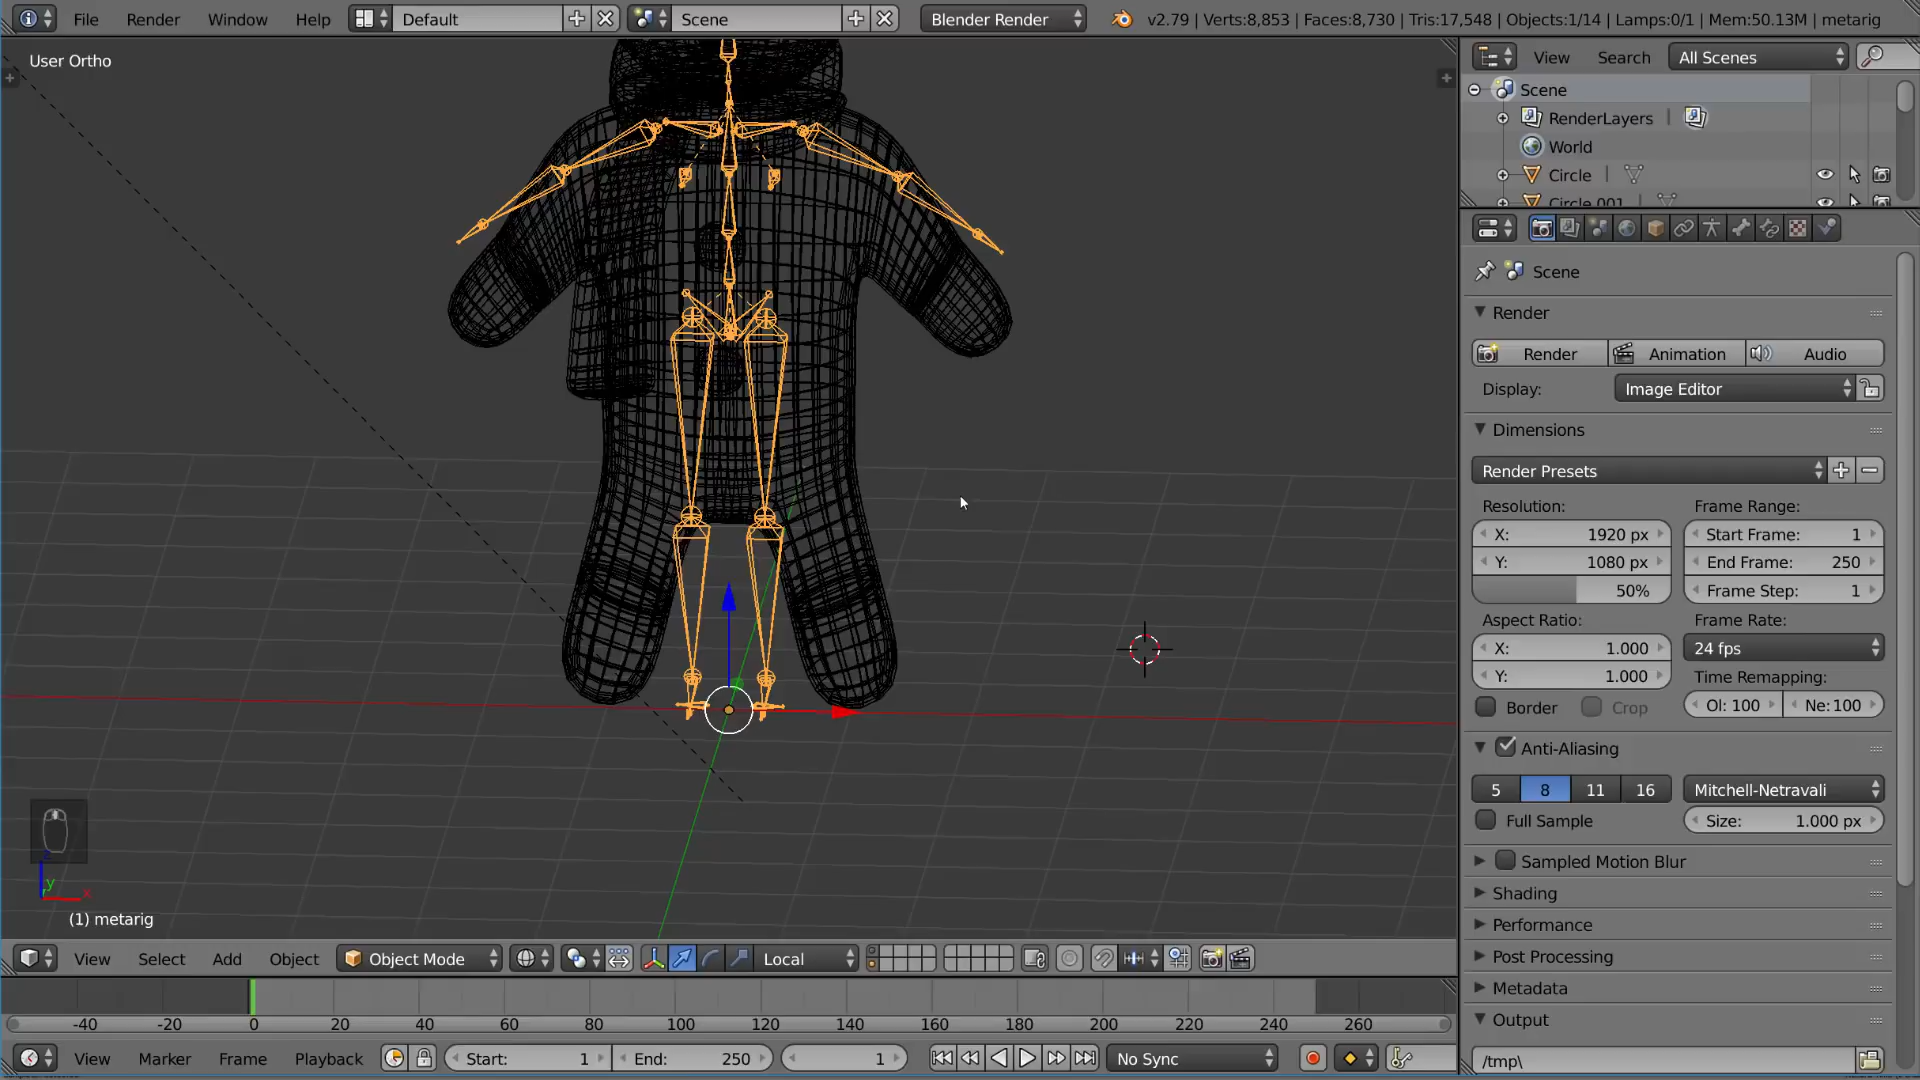 File Render Window Help Default Scene Blender Render v2.79 | Verts:8,853 | Faces:8,730 | Tris:17,548 | Objects:1/14 | Lamps:0/1 | Mem:50.13M | metarig
User Ortho
View Search All Scenes
Scene
RenderLayers
World
Circle
Circle.001
Scene
Render
Render Animation Audio
Display: Image Editor
Dimensions
Render Presets
Resolution: Frame Range:
X: 1920 px Start Frame: 1
Y: 1080 px End Frame: 250
50% Frame Step: 1
Aspect Ratio: Frame Rate:
X: 1.000 24 fps
Y: 1.000 Time Remapping:
Border Crop Ol: 100 Ne: 100
Anti-Aliasing
5 8 11 16 Mitchell-Netravali
Full Sample Size: 1.000 px
Sampled Motion Blur
Shading
Performance
Post Processing
Metadata
Output
/tmp\
z
y
x
(1) metarig
View Select Add Object Object Mode Local
-40 -20 0 20 40 60 80 100 120 140 160 180 200 220 240 260
View Marker Frame Playback Start: 1 End: 250 1 No Sync